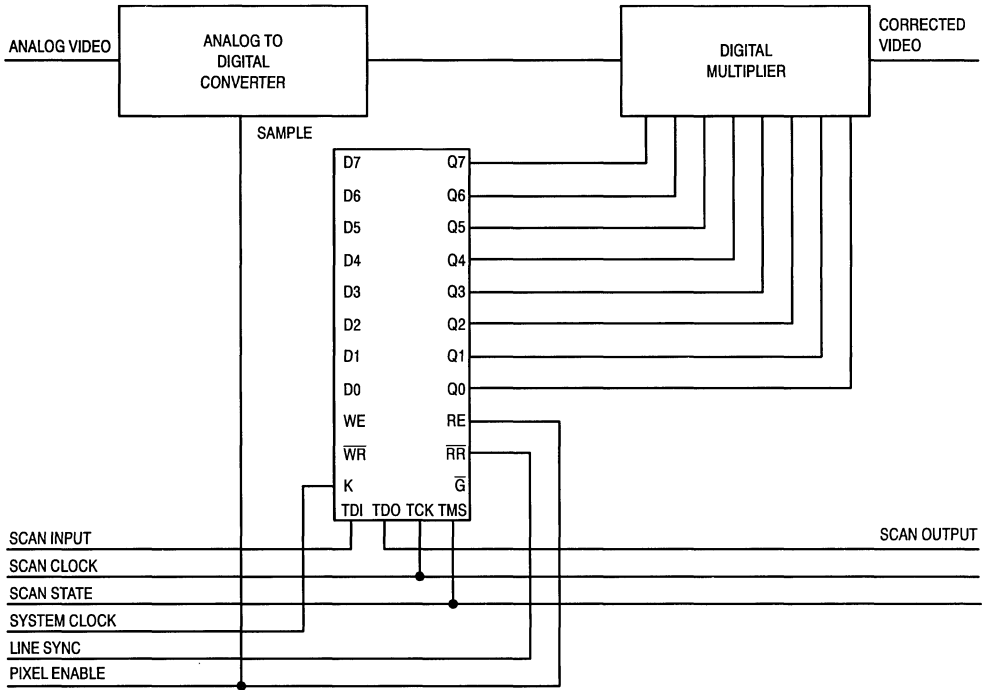 ANALOG VIDEO
ANALOG TO
DIGITAL
CONVERTER
DIGITAL
MULTIPLIER
CORRECTED
VIDEO
SAMPLE
D7 Q7
D6 Q6
D5 Q5
D4 Q4
D3 Q3
D2 Q2
D1 Q1
D0 Q0
WE RE
W̅R̅ R̅R̅
K G̅
TDI TDO TCK TMS
SCAN INPUT
SCAN OUTPUT
SCAN CLOCK
SCAN STATE
SYSTEM CLOCK
LINE SYNC
PIXEL ENABLE